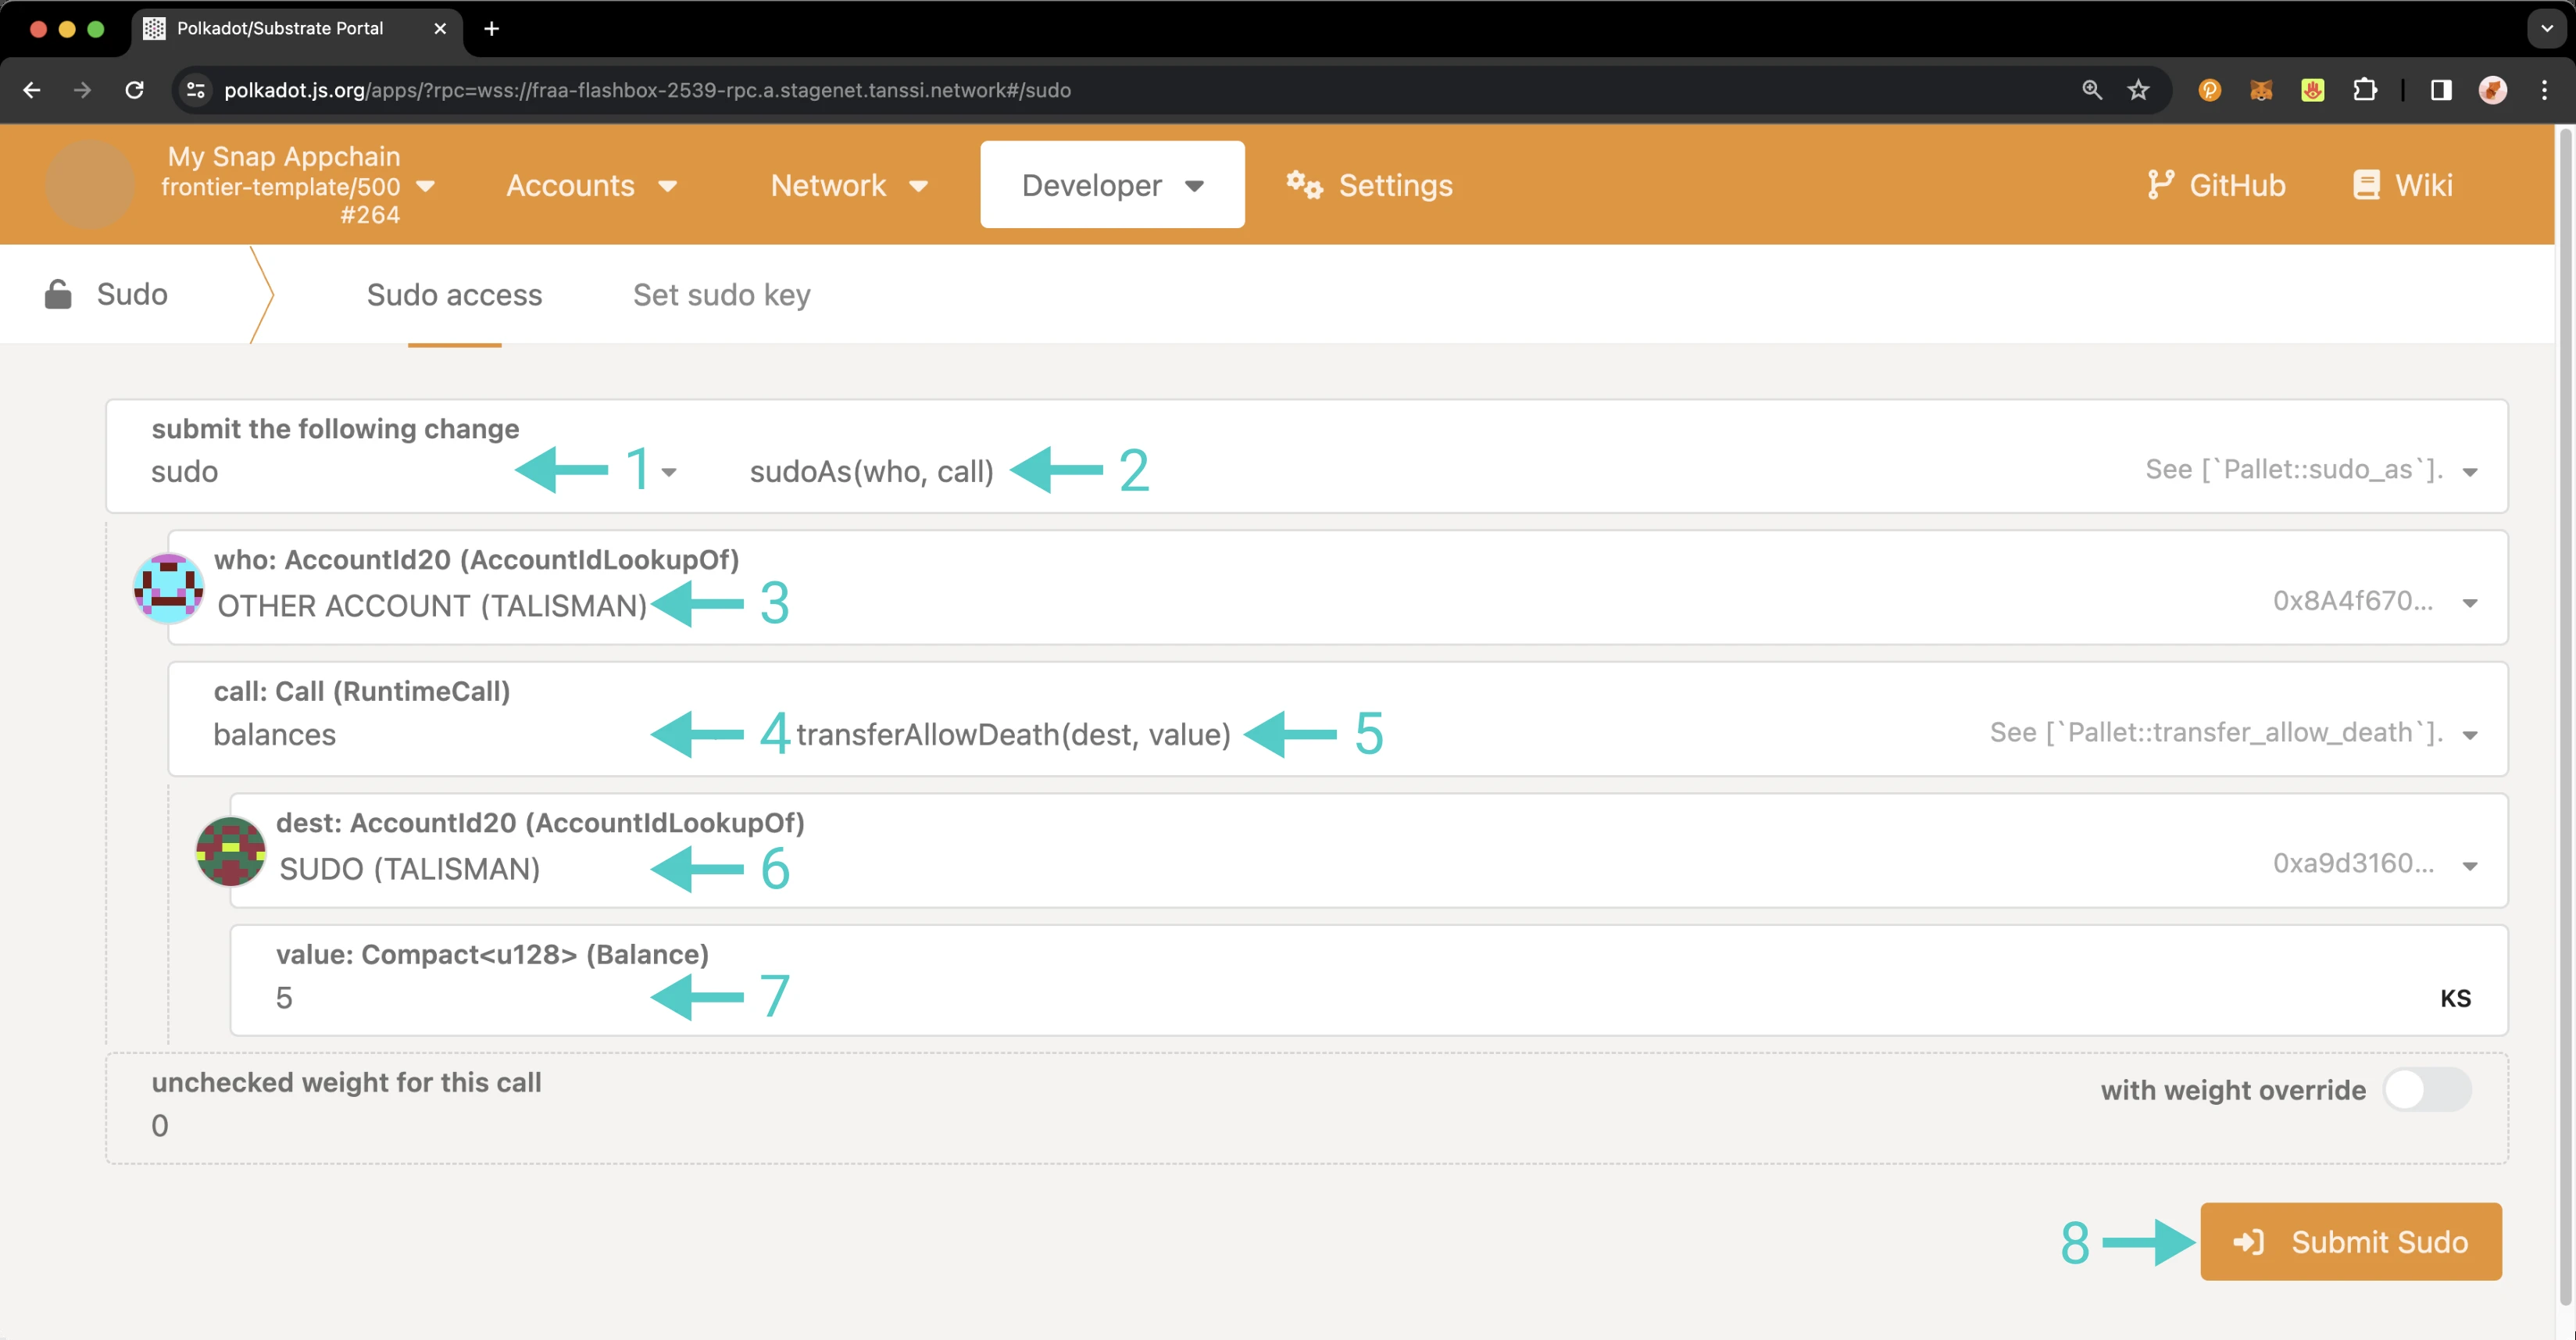 Polkadot/Substrate Portal
polkadot.js.org/apps/?rpc=wss://fraa-flashbox-2539-rpc.a.stagenet.tanssi.network#/sudo
My Snap Appchain
frontier-template/500
#264
Accounts
Network
Developer
Settings
GitHub
Wiki
Sudo
Sudo access
Set sudo key
submit the following change
sudo 1 sudoAs(who, call) 2 See [`Pallet::sudo_as`].
who: AccountId20 (AccountIdLookupOf)
OTHER ACCOUNT (TALISMAN) 3 0x8A4f670...
call: Call (RuntimeCall)
balances 4 transferAllowDeath(dest, value) 5 See [`Pallet::transfer_allow_death`].
dest: AccountId20 (AccountIdLookupOf)
SUDO (TALISMAN) 6 0xa9d3160...
value: Compact<u128> (Balance)
5 7 KS
unchecked weight for this call
0
with weight override
8 Submit Sudo